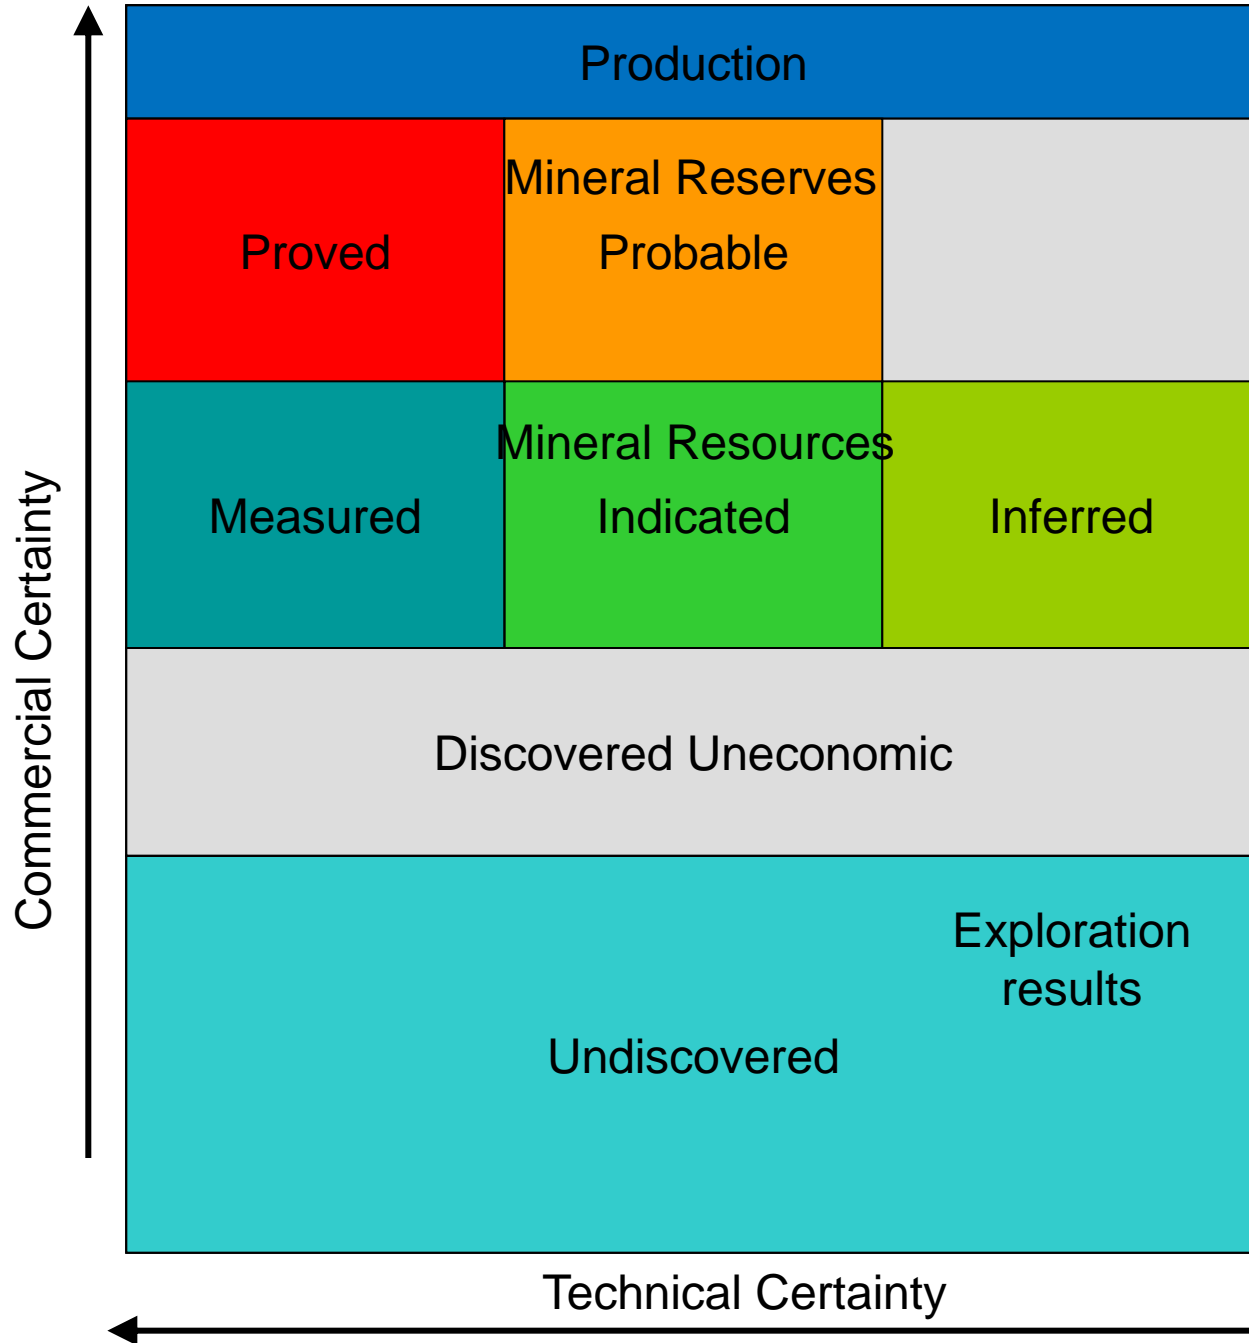 Production
Mineral Reserves
Proved
Probable
Mineral Resources
Measured
Indicated
Inferred
Discovered Uneconomic
Exploration
results
Undiscovered
Commercial Certainty
Technical Certainty